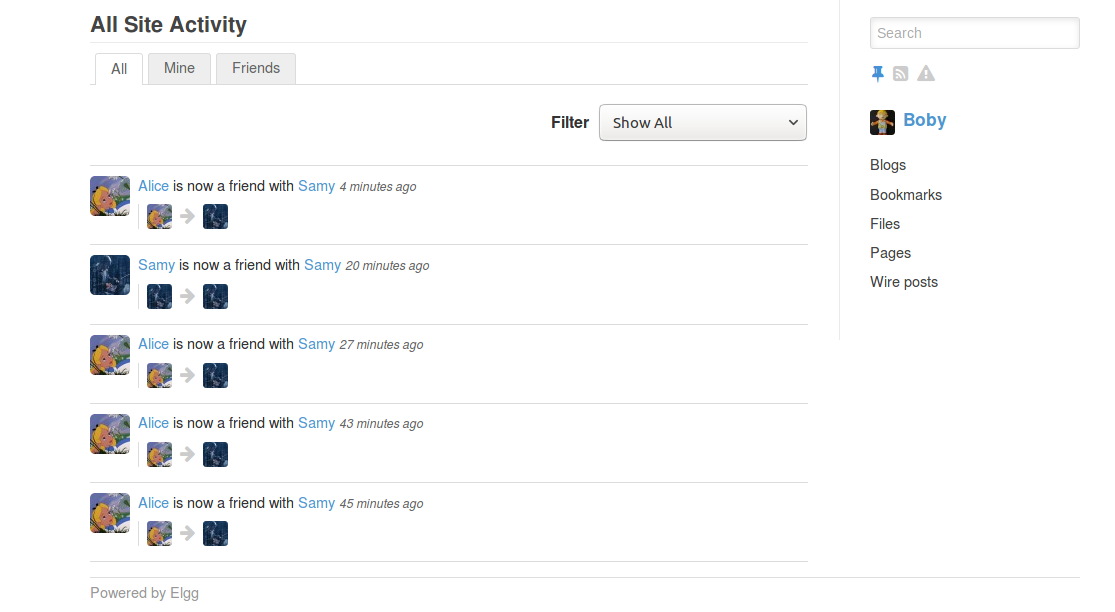 All Site Activity
All
Mine
Friends
Filter
Show All
Alice is now a friend with Samy 4 minutes ago
Samy is now a friend with Samy 20 minutes ago
Alice is now a friend with Samy 27 minutes ago
Alice is now a friend with Samy 43 minutes ago
Alice is now a friend with Samy 45 minutes ago
Powered by Elgg
Search
Boby
Blogs
Bookmarks
Files
Pages
Wire posts